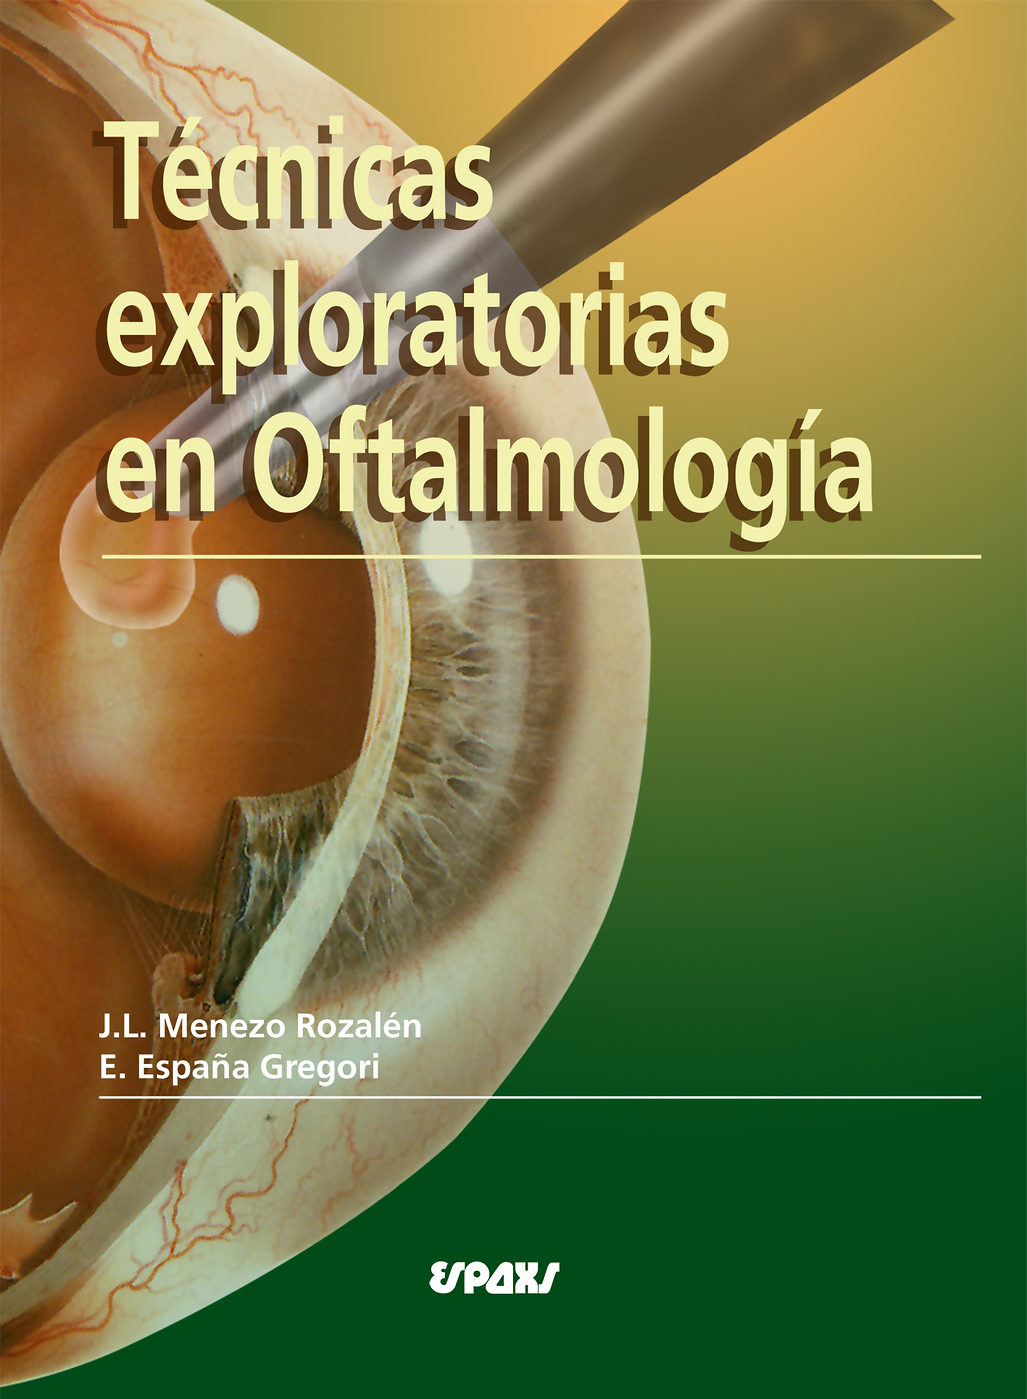 Técnicas
exploratorias
en Oftalmología
J.L. Menezo Rozalén
E. España Gregori
ESPAXS